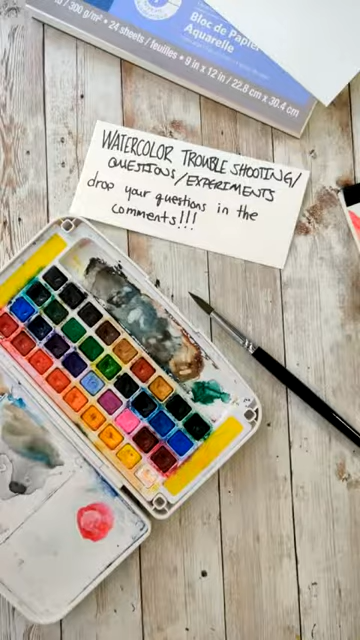 / 300 g/m² • 24 sheets / feuilles • 9 in x 12 in / 22.8 cm x 30.4 cm
Bloc de Papier
Aquarelle
WATERCOLOR TROUBLE SHOOTING/
QUESTIONS/EXPERIMENTS
drop your questions in the
comments!!!